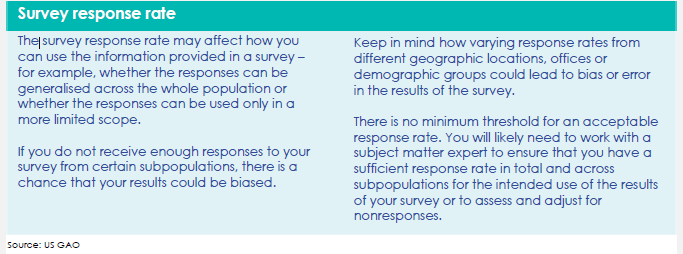 Survey response rate
The survey response rate may affect how you
can use the information provided in a survey –
for example, whether the responses can be
generalised across the whole population or
whether the responses can be used only in a
more limited scope.
If you do not receive enough responses to your
survey from certain subpopulations, there is a
chance that your results could be biased.
Keep in mind how varying response rates from
different geographic locations, offices or
demographic groups could lead to bias or error
in the results of the survey.
There is no minimum threshold for an acceptable
response rate. You will likely need to work with a
subject matter expert to ensure that you have a
sufficient response rate in total and across
subpopulations for the intended use of the results
of your survey or to assess and adjust for
nonresponses.
Source: US GAO